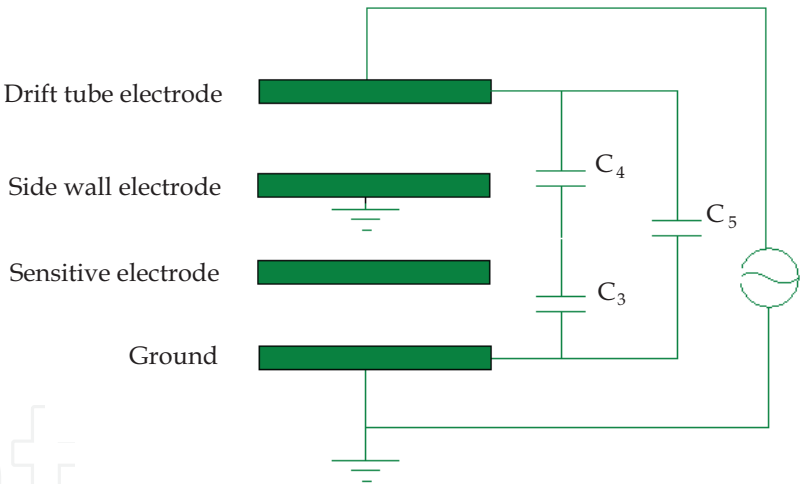 Drift tube electrode
C4
Side wall electrode
C5
Sensitive electrode
C3
Ground